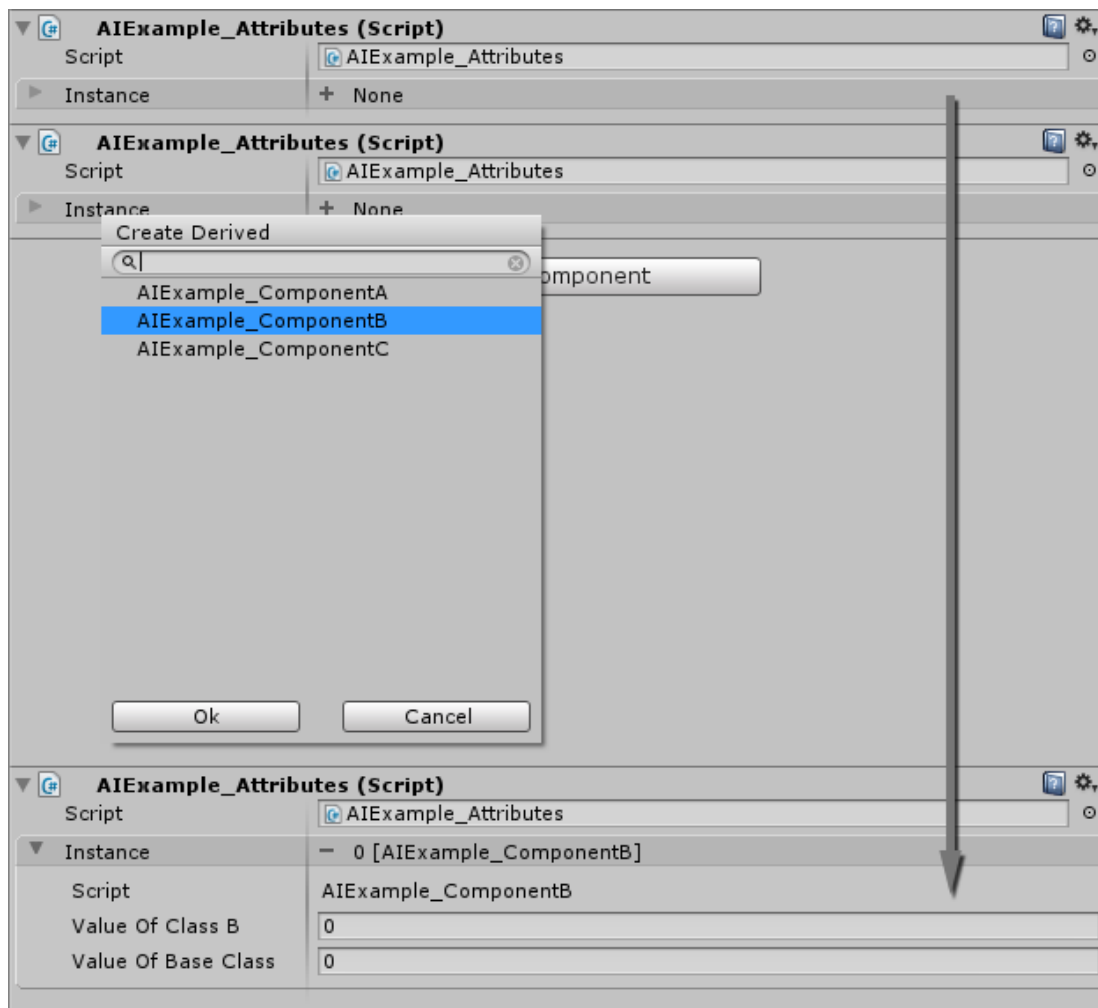 AIExample_Attributes (Script)
Script AIExample_Attributes
Instance + None
AIExample_Attributes (Script)
Script AIExample_Attributes
Instance + None
Create Derived
omponent
AIExample_ComponentA
AIExample_ComponentB
AIExample_ComponentC
Ok Cancel
AIExample_Attributes (Script)
Script AIExample_Attributes
Instance − 0 [AIExample_ComponentB]
Script AIExample_ComponentB
Value Of Class B 0
Value Of Base Class 0